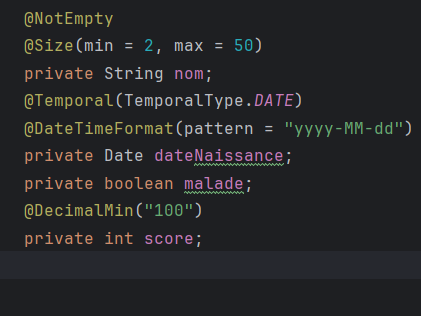 @NotEmpty
@Size(min = 2, max = 50)
private String nom;
@Temporal(TemporalType.DATE)
@DateTimeFormat(pattern = "yyyy-MM-dd")
private Date dateNaissance;
private boolean malade;
@DecimalMin("100")
private int score;